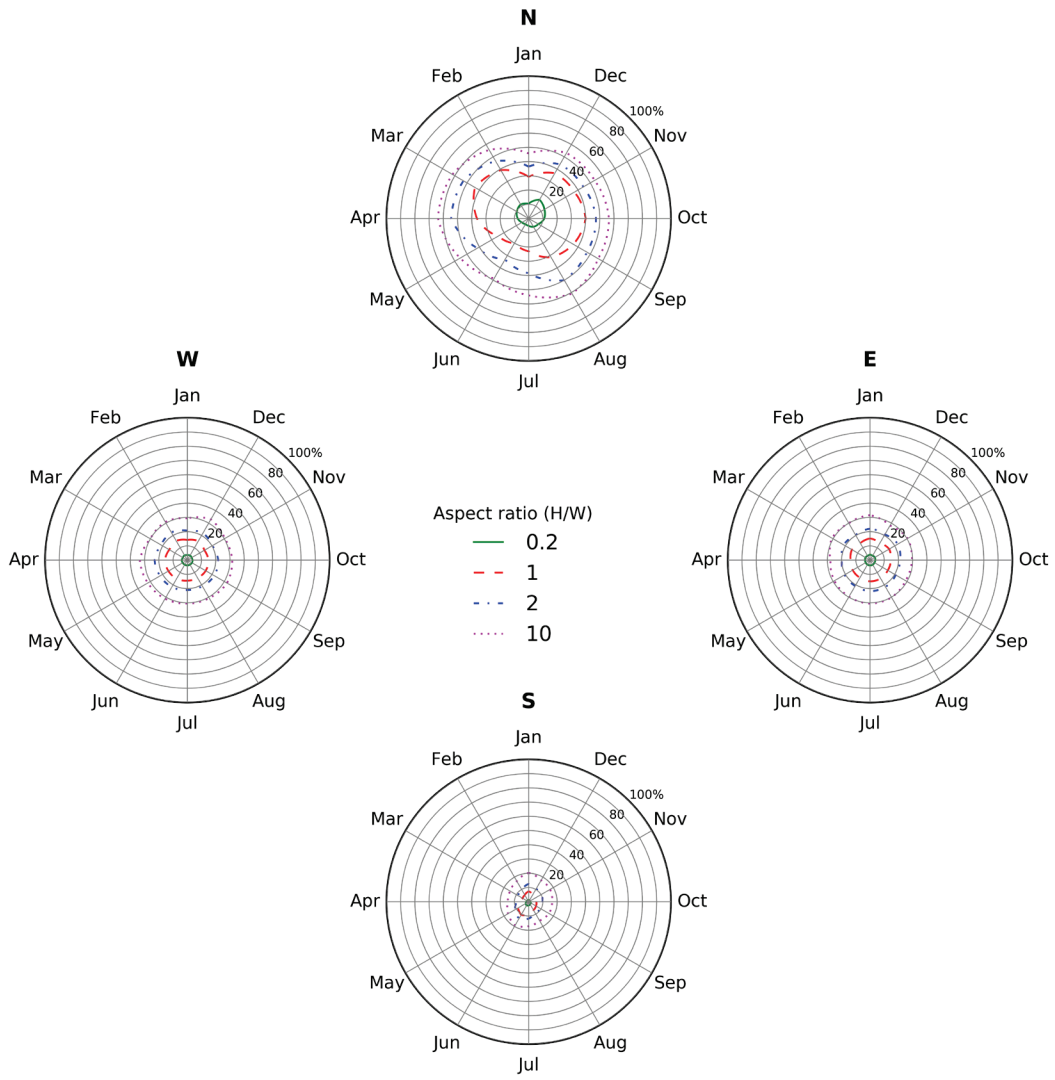 N
Jan
Feb
Dec
100%
Mar
80
Nov
60
40
20
Apr
Oct
May
Sep
Jun
Aug
Jul
W
Jan
Feb
Dec
100%
Mar
80
Nov
60
40
20
Apr
Oct
May
Sep
Jun
Aug
Jul
E
Jan
Feb
Dec
100%
Mar
80
Nov
60
40
20
Apr
Oct
May
Sep
Jun
Aug
Jul
Aspect ratio (H/W)
0.2
1
2
10
S
Jan
Feb
Dec
100%
Mar
80
Nov
60
40
20
Apr
Oct
May
Sep
Jun
Aug
Jul